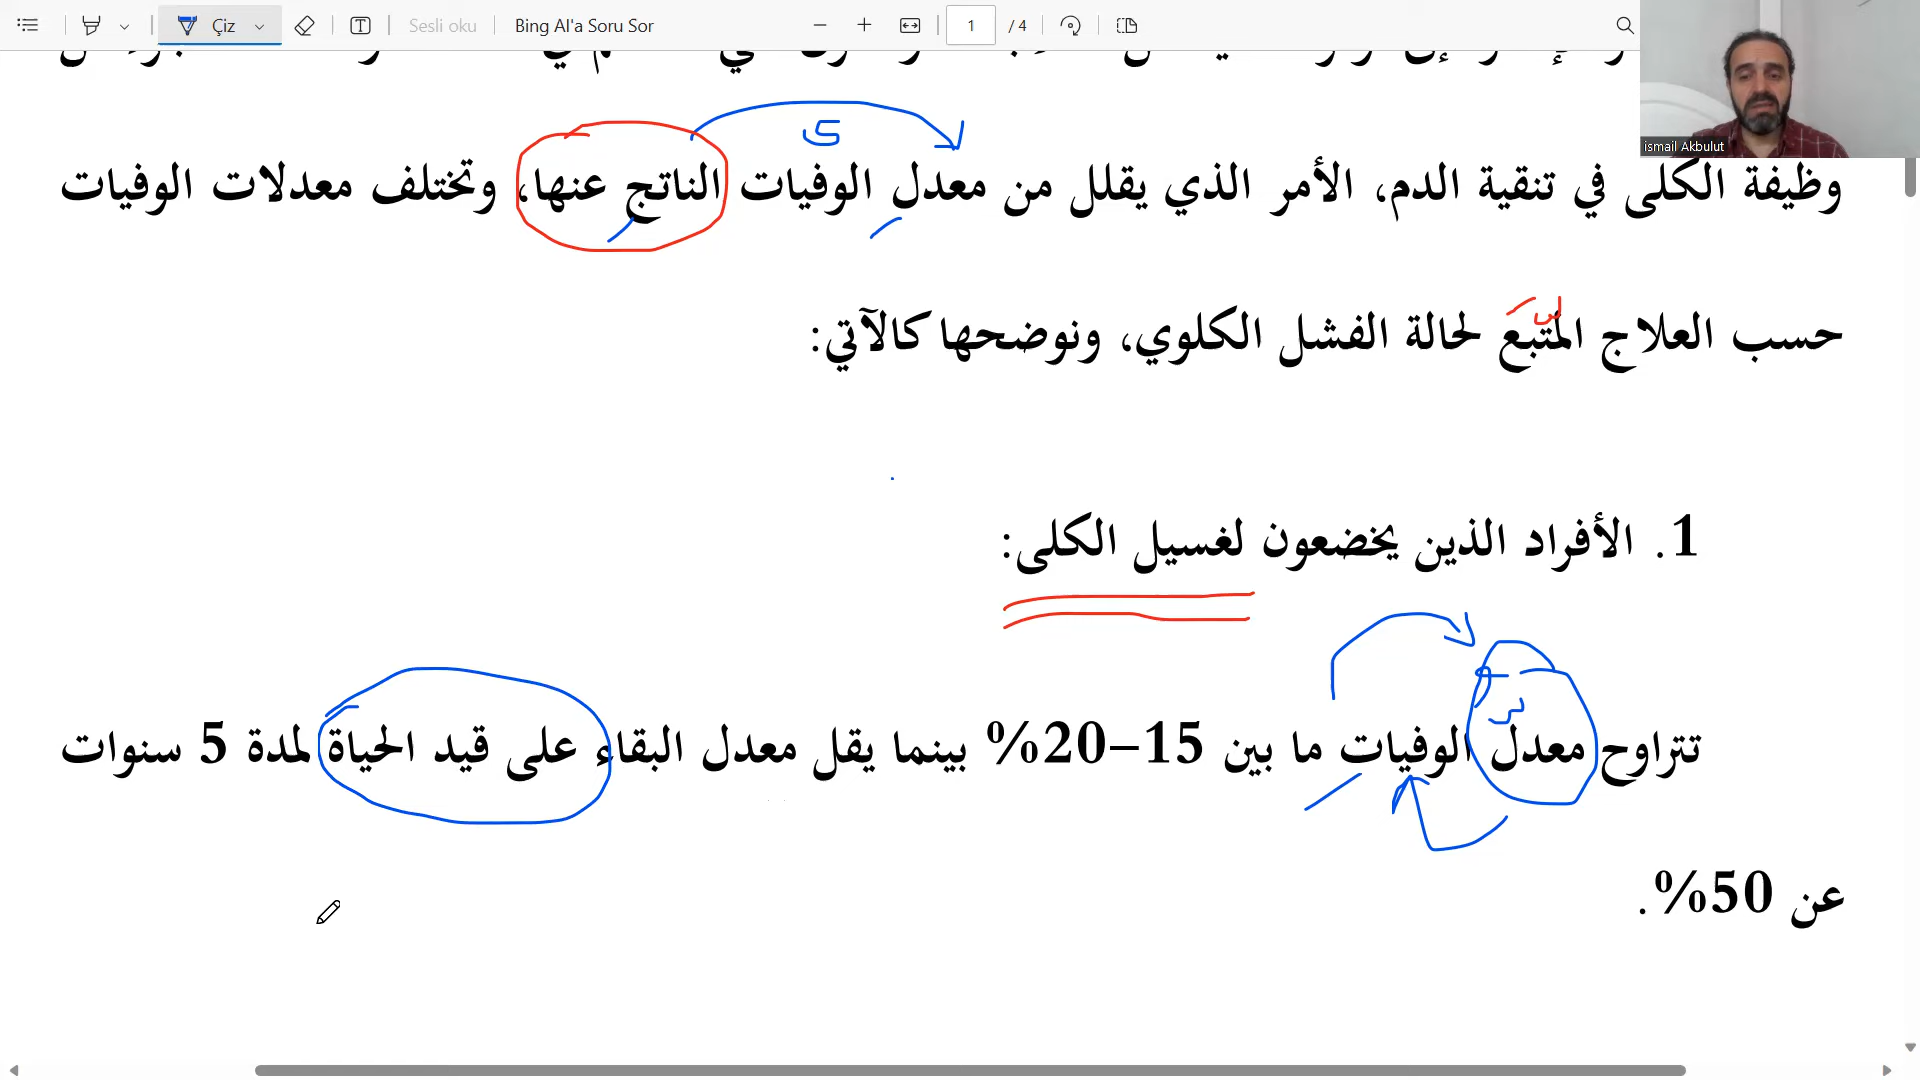 Çiz
Sesli oku
Bing AI'a Soru Sor
1 / 4
ismail Akbulut
وظيفة الكلى في تنقية الدم، الأمر الذي يقلل من معدل الوفيات الناتج عنها، وتختلف معدلات الوفيات
حسب العلاج المتبع لحالة الفشل الكلوي، ونوضحها كالآتي:
1. الأفراد الذين يخضعون لغسيل الكلى:
تتراوح معدل الوفيات ما بين 15–20% بينما يقل معدل البقاء على قيد الحياة لمدة 5 سنوات
عن 50%.